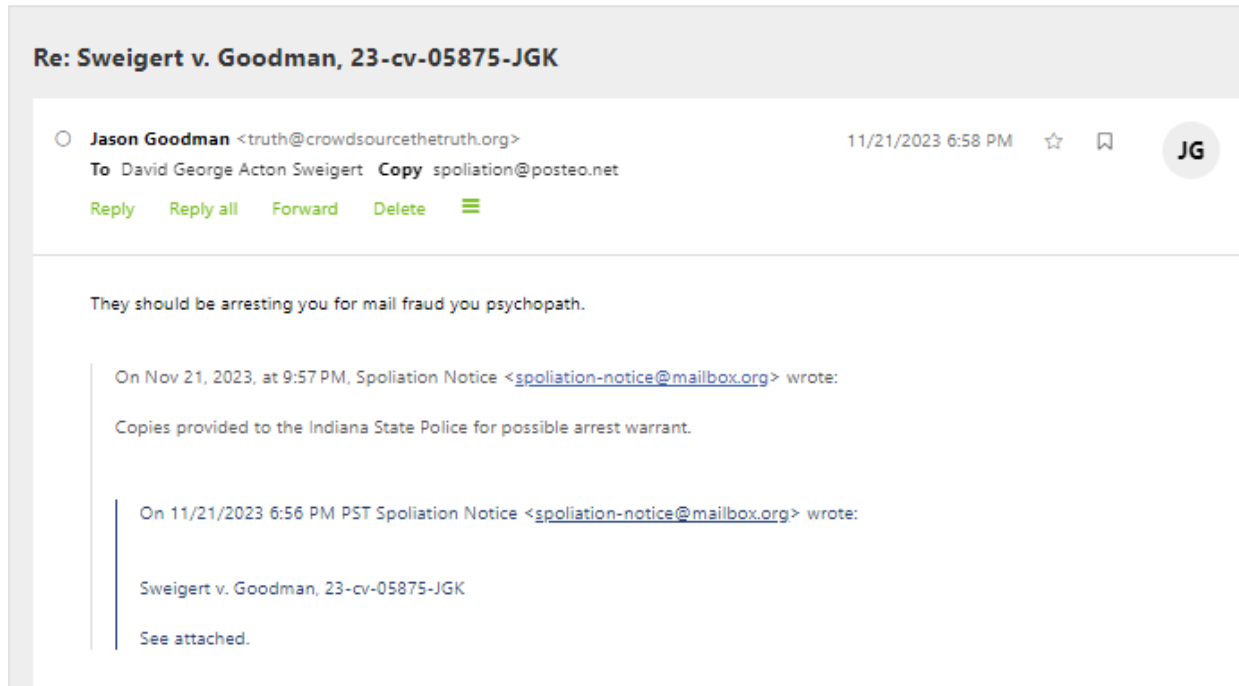 Re: Sweigert v. Goodman, 23-cv-05875-JGK
Jason Goodman <truth@crowdsourcethetruth.org> 11/21/2023 6:58 PM
JG
To David George Acton Sweigert Copy spoliation@posteo.net
Reply Reply all Forward Delete
They should be arresting you for mail fraud you psychopath.
On Nov 21, 2023, at 9:57 PM, Spoliation Notice <spoliation-notice@mailbox.org> wrote:
Copies provided to the Indiana State Police for possible arrest warrant.
On 11/21/2023 6:56 PM PST Spoliation Notice <spoliation-notice@mailbox.org> wrote:
Sweigert v. Goodman, 23-cv-05875-JGK
See attached.